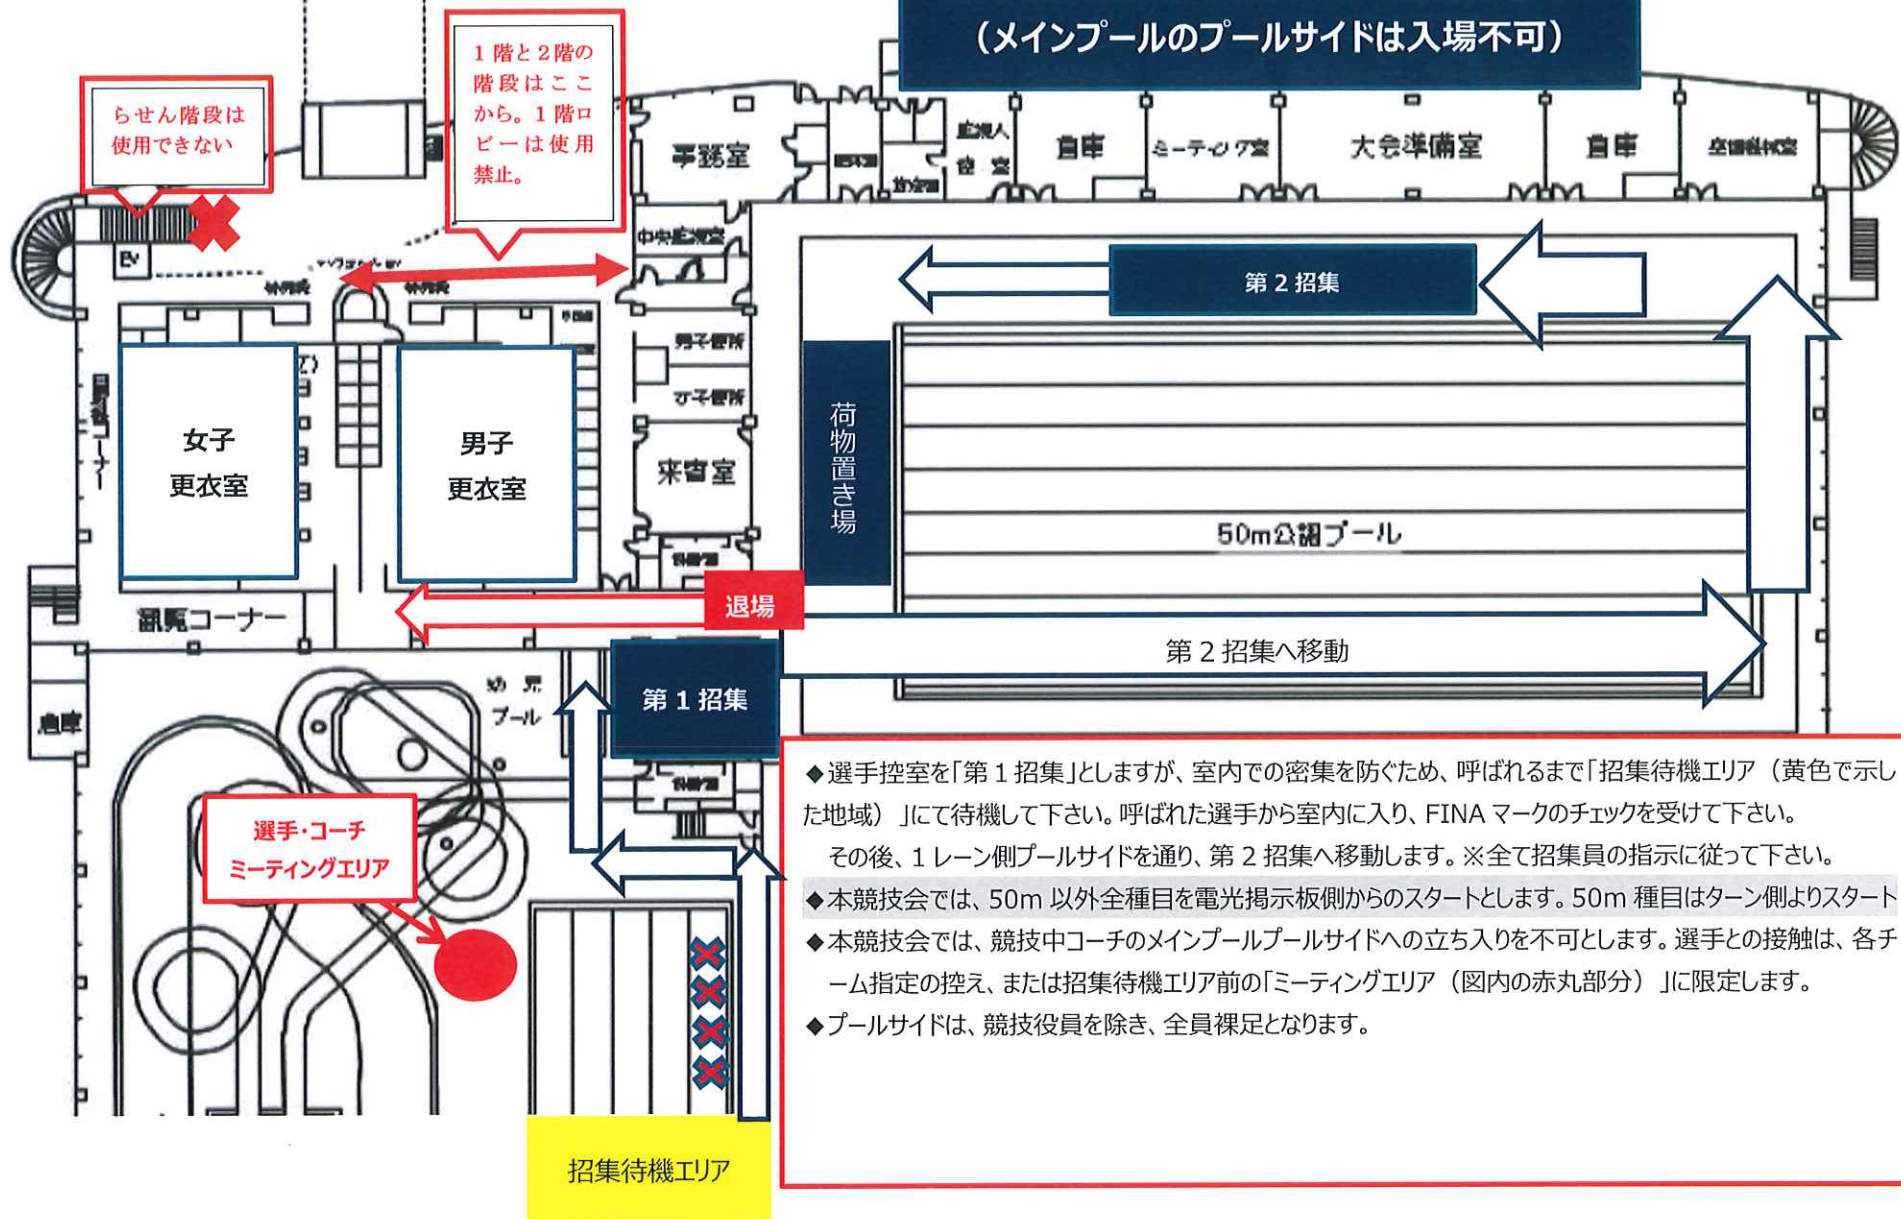 (メインプールのプールサイドは入場不可)
1階と2階の
階段はここ
から。1階ロ
ビーは使用
禁止。
らせん階段は
使用できない
事務室
倉庫
ミーティング室
大会準備室
倉庫
中央監視室
第2招集
男子便所
女子便所
女子
更衣室
男子
更衣室
来賓室
荷物置き場
50m公認プール
退場
観覧コーナー
第2招集へ移動
第1招集
幼児
プール
倉庫
選手・コーチ
ミーティングエリア
◆選手控室を「第1招集」としますが、室内での密集を防ぐため、呼ばれるまで「招集待機エリア(黄色で示し
た地域)」にて待機して下さい。呼ばれた選手から室内に入り、FINAマークのチェックを受けて下さい。
その後、1レーン側プールサイドを通り、第2招集へ移動します。※全て招集員の指示に従って下さい。
◆本競技会では、50m以外全種目を電光掲示板側からのスタートとします。50m種目はターン側よりスタート
◆本競技会では、競技中コーチのメインプールプールサイドへの立ち入りを不可とします。選手との接触は、各チ
ーム指定の控え、または招集待機エリア前の「ミーティングエリア(図内の赤丸部分)」に限定します。
◆プールサイドは、競技役員を除き、全員裸足となります。
招集待機エリア